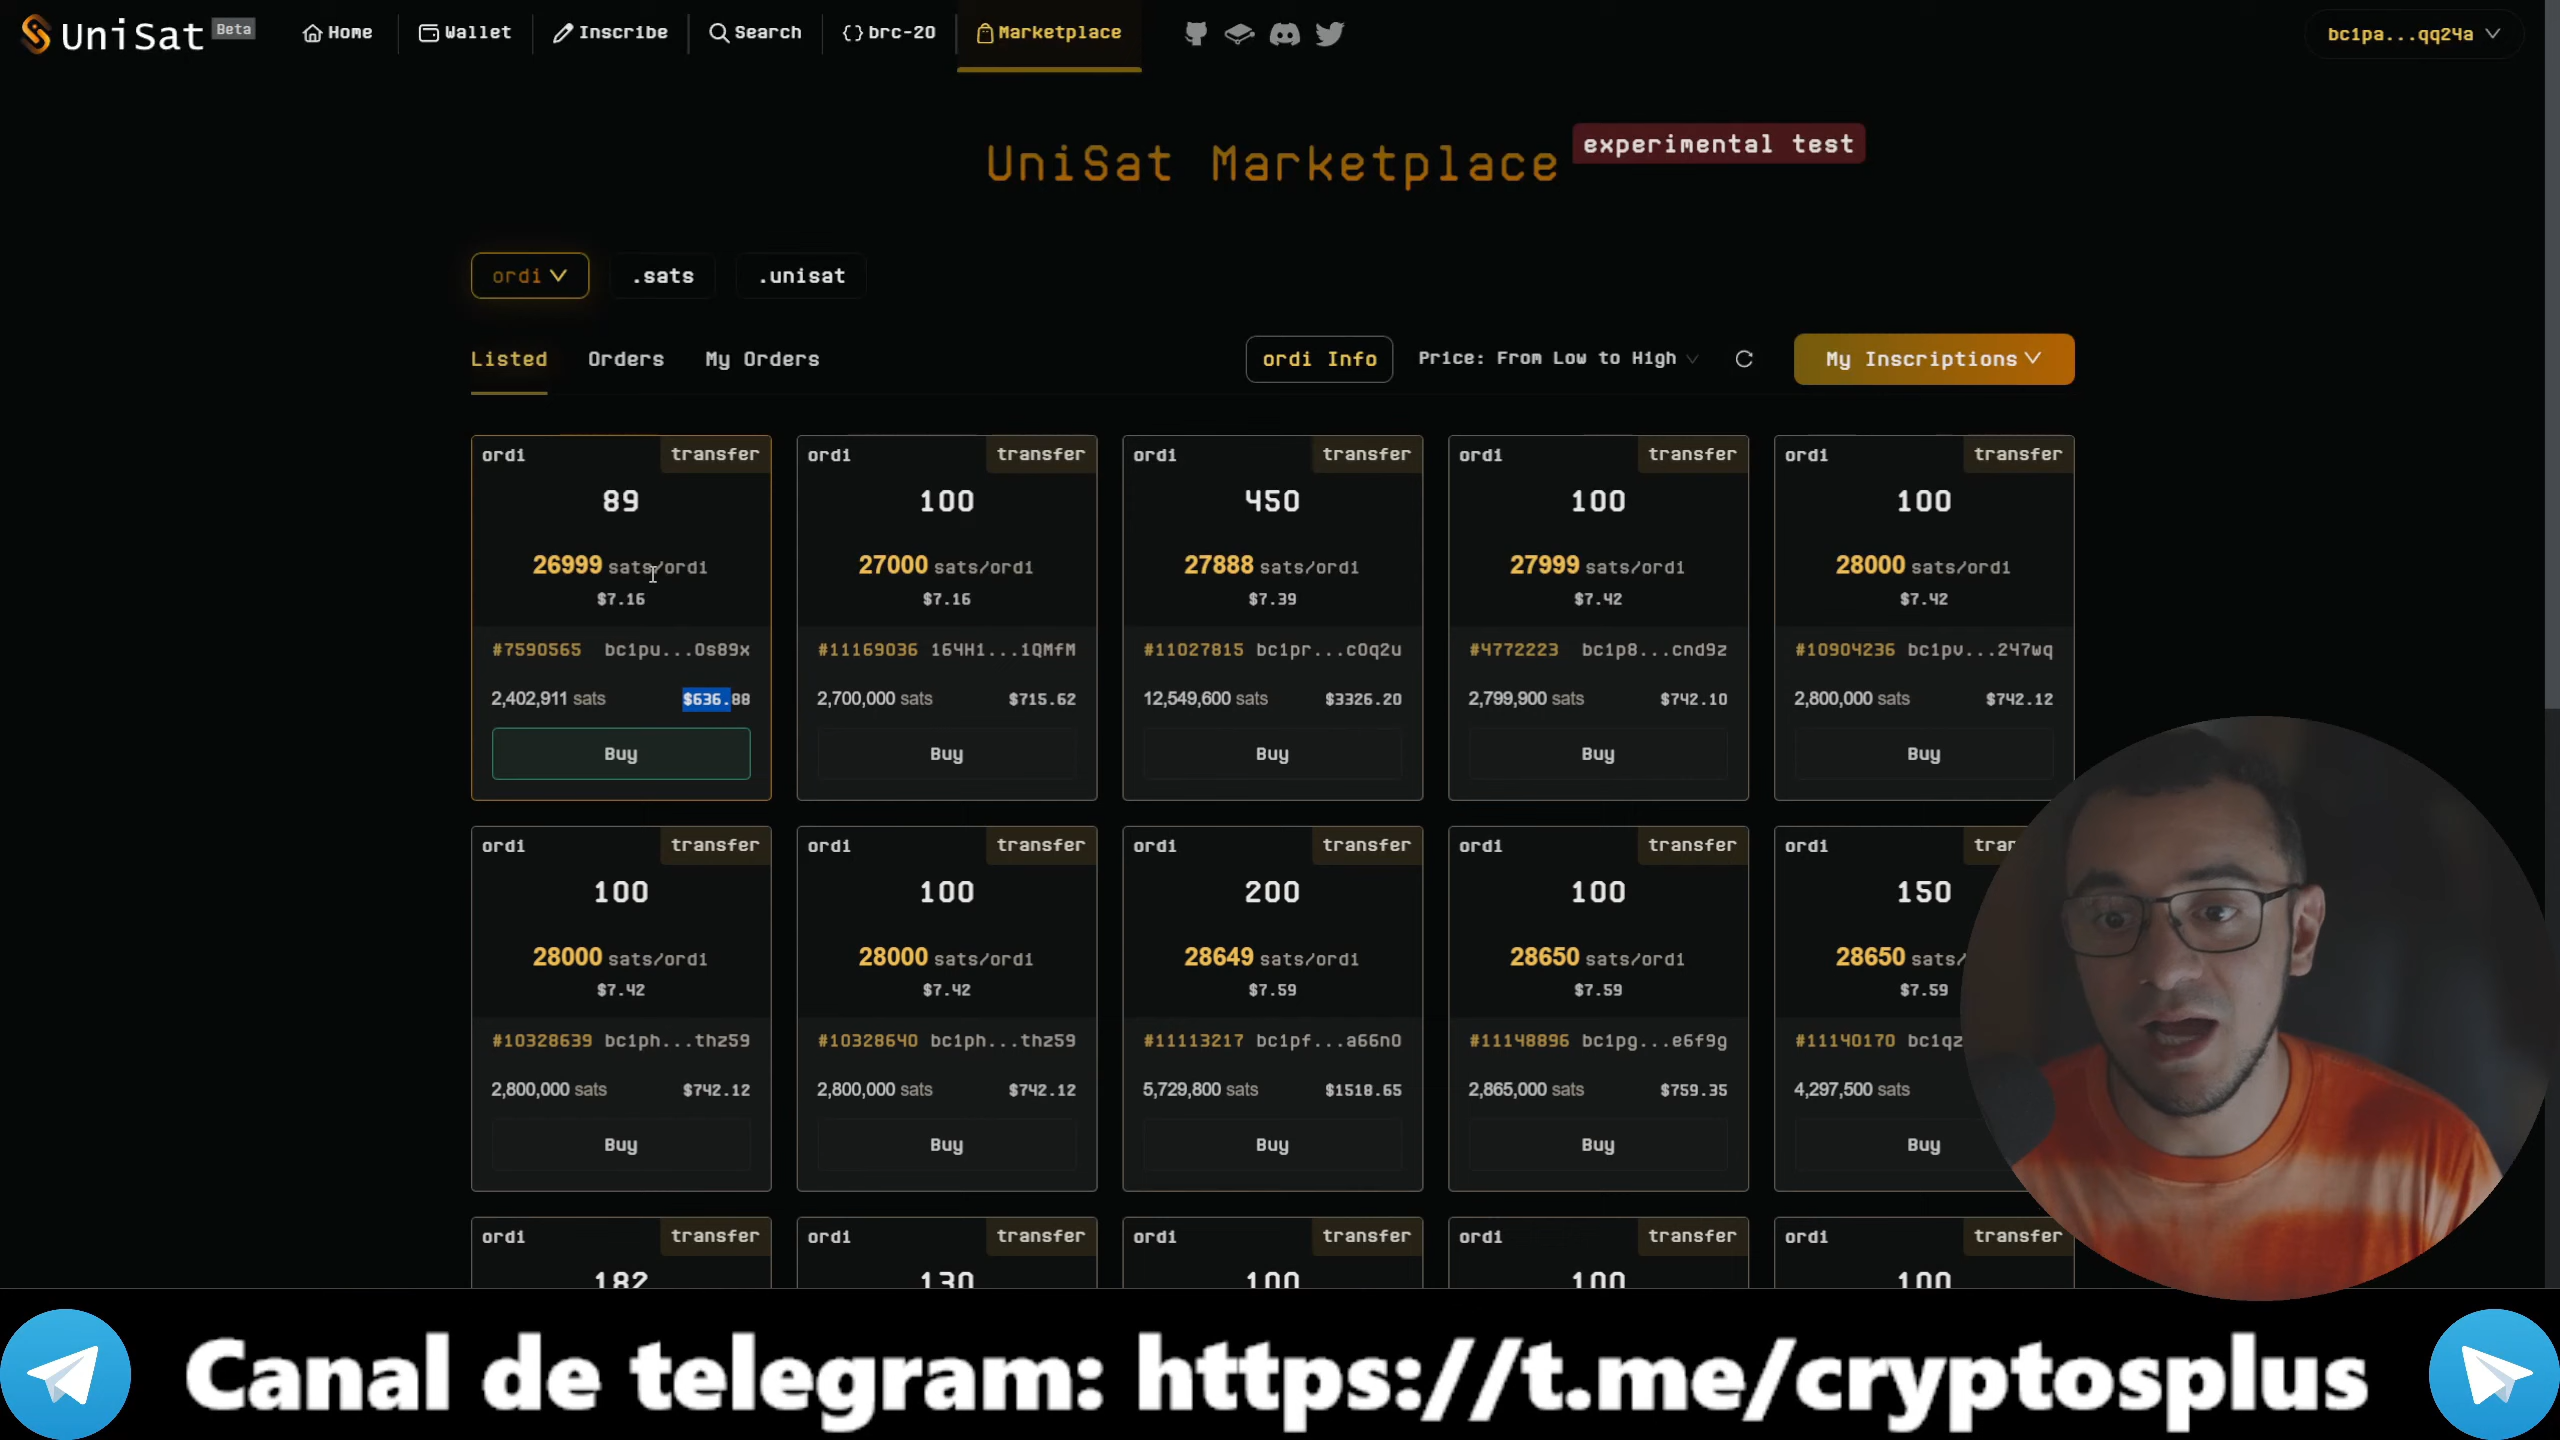 UniSat Beta Home Wallet Inscribe Search brc-20 Marketplace bc1pa...qq24a
UniSat Marketplace experimental test
ordi .sats .unisat
Listed Orders My Orders ordi Info Price: From Low to High My Inscriptions
ordi transfer ordi transfer ordi transfer ordi transfer ordi transfer
89 100 450 100 100
26999 sats/ordi 27000 sats/ordi 27888 sats/ordi 27999 sats/ordi 28000 sats/ordi
$7.16 $7.16 $7.39 $7.42 $7.42
#7590565 bc1pu...0s89x #11169036 164H1...1QMfM #11027815 bc1pr...c0q2u #4772223 bc1p8...cnd9z #10904236 bc1pv...247wq
2,402,911 sats $636.88 2,700,000 sats $715.62 12,549,600 sats $3326.20 2,799,900 sats $742.10 2,800,000 sats $742.12
Buy Buy Buy Buy Buy
ordi transfer ordi transfer ordi transfer ordi transfer ordi
100 100 200 100 150
28000 sats/ordi 28000 sats/ordi 28649 sats/ordi 28650 sats/ordi 28650 sats/
$7.42 $7.42 $7.59 $7.59 $7.59
#10328639 bc1ph...thz59 #10328640 bc1ph...thz59 #11113217 bc1pf...a66n0 #11148896 bc1pg...e6f9g #11140170 bc1qz
2,800,000 sats $742.12 2,800,000 sats $742.12 5,729,800 sats $1518.65 2,865,000 sats $759.35 4,297,500 sats
Buy Buy Buy Buy Buy
ordi transfer ordi transfer ordi transfer ordi transfer ordi transfer
182 130 100 100 100
Canal de telegram: https://t.me/cryptosplus